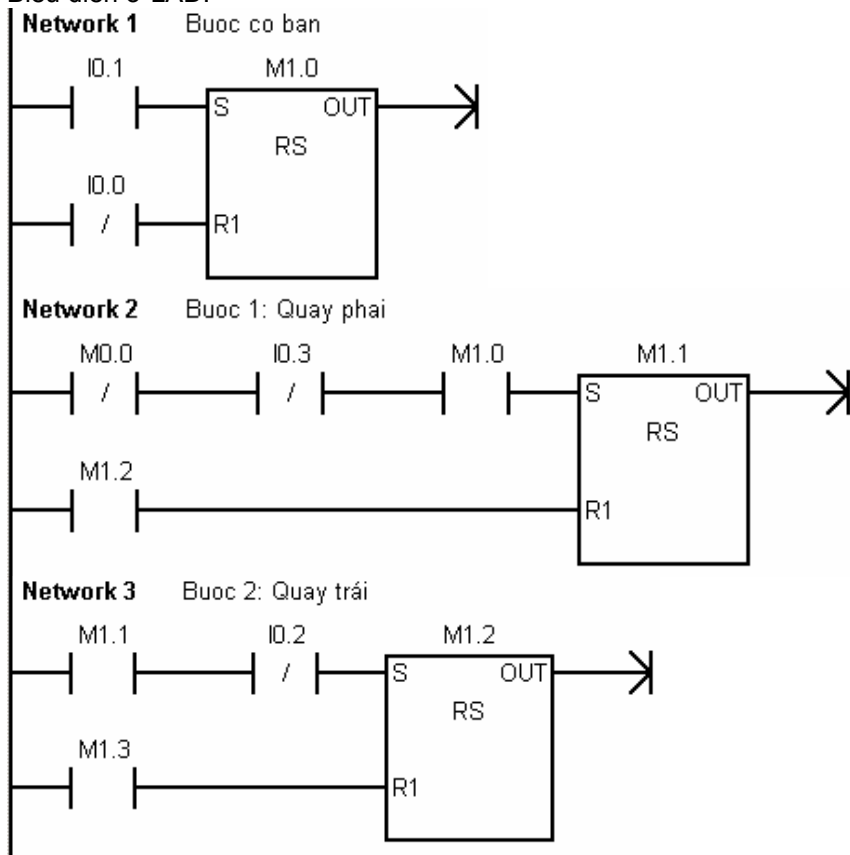 Network 1 Buoc co ban
I0.1 M1.0
S OUT
RS
I0.0
/ R1
Network 2 Buoc 1: Quay phai
M0.0 I0.3 M1.0 M1.1
/ / S OUT
RS
M1.2
R1
Network 3 Buoc 2: Quay trái
M1.1 I0.2 M1.2
/ S OUT
RS
M1.3
R1